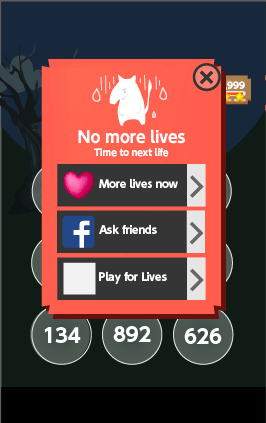 999
No more lives
Time to next life
More lives now
Ask friends
Play for Lives
134 892 626